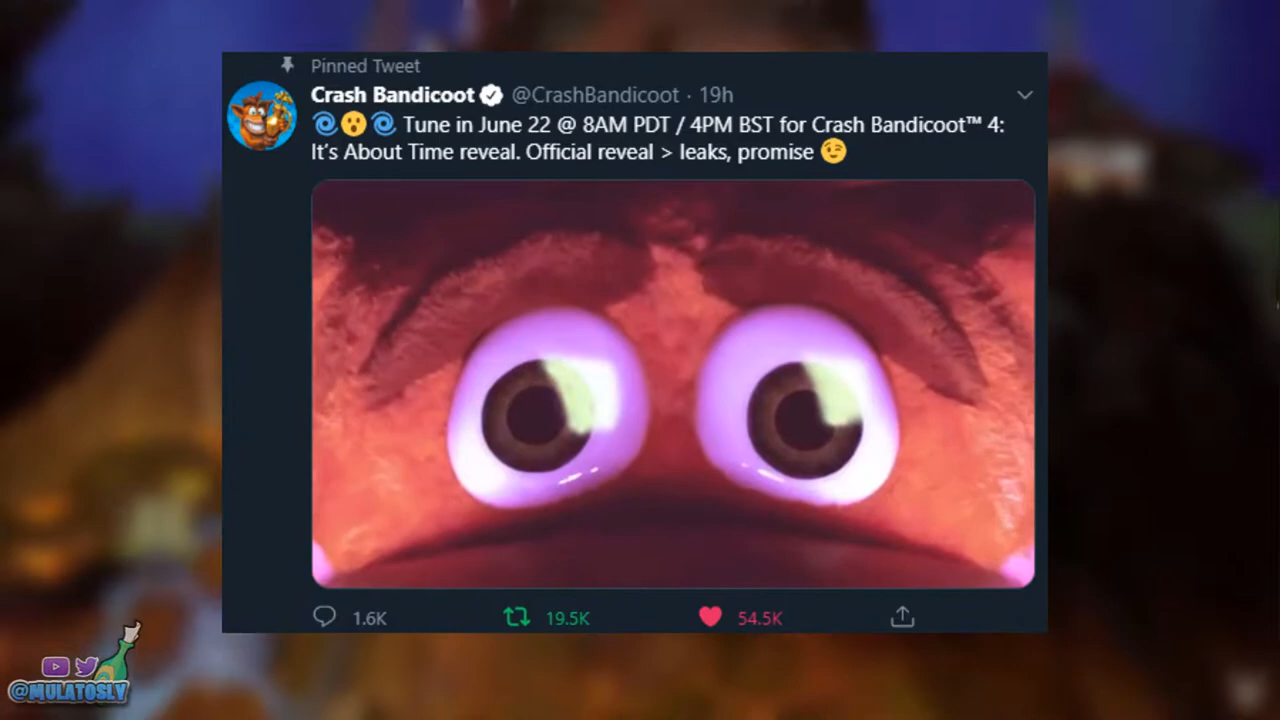 Pinned Tweet
Crash Bandicoot @CrashBandicoot · 19h
🌀😮🌀 Tune in June 22 @ 8AM PDT / 4PM BST for Crash Bandicoot™ 4:
It's About Time reveal. Official reveal > leaks, promise 😉
1.6K 19.5K 54.5K
@MULATOSLY